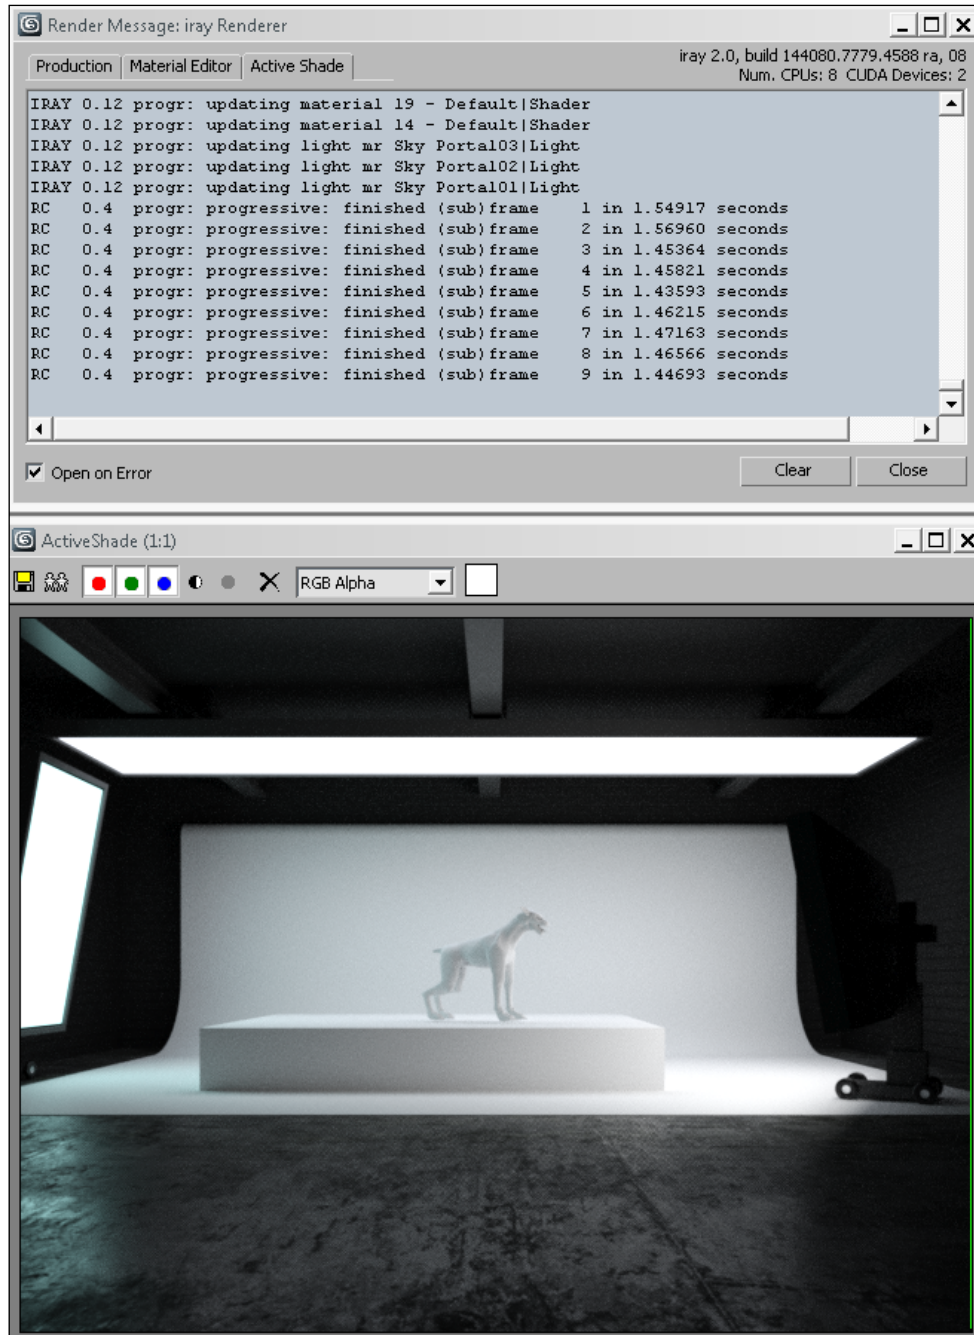 Render Message: iray Renderer
iray 2.0, build 144080.7779.4588 ra, 08
Num. CPUs: 8 CUDA Devices: 2
Production Material Editor Active Shade
IRAY 0.12 progr: updating material 19 - Default|Shader
IRAY 0.12 progr: updating material 14 - Default|Shader
IRAY 0.12 progr: updating light mr Sky Portal03|Light
IRAY 0.12 progr: updating light mr Sky Portal02|Light
IRAY 0.12 progr: updating light mr Sky Portal01|Light
RC 0.4 progr: progressive: finished (sub)frame 1 in 1.54917 seconds
RC 0.4 progr: progressive: finished (sub)frame 2 in 1.56960 seconds
RC 0.4 progr: progressive: finished (sub)frame 3 in 1.45364 seconds
RC 0.4 progr: progressive: finished (sub)frame 4 in 1.45821 seconds
RC 0.4 progr: progressive: finished (sub)frame 5 in 1.43593 seconds
RC 0.4 progr: progressive: finished (sub)frame 6 in 1.46215 seconds
RC 0.4 progr: progressive: finished (sub)frame 7 in 1.47163 seconds
RC 0.4 progr: progressive: finished (sub)frame 8 in 1.46566 seconds
RC 0.4 progr: progressive: finished (sub)frame 9 in 1.44693 seconds
Open on Error
Clear Close
ActiveShade (1:1)
RGB Alpha